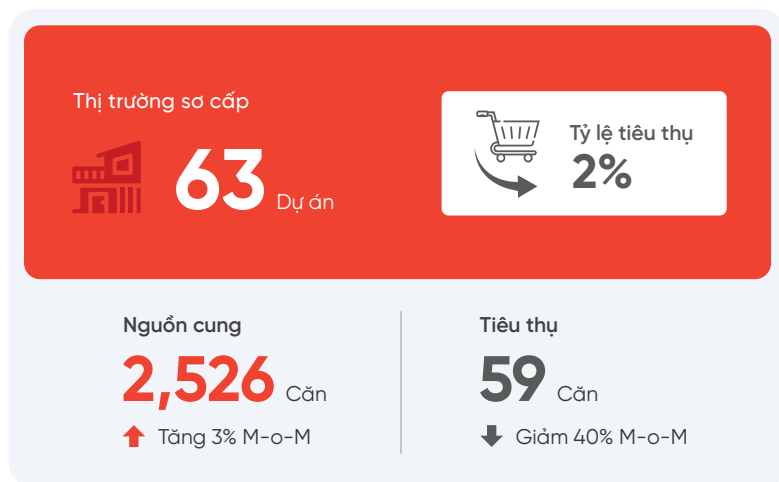 Thị trường sơ cấp
63 Dự án
Tỷ lệ tiêu thụ
2%
Nguồn cung
2,526 Căn
Tăng 3% M-o-M
Tiêu thụ
59 Căn
Giảm 40% M-o-M